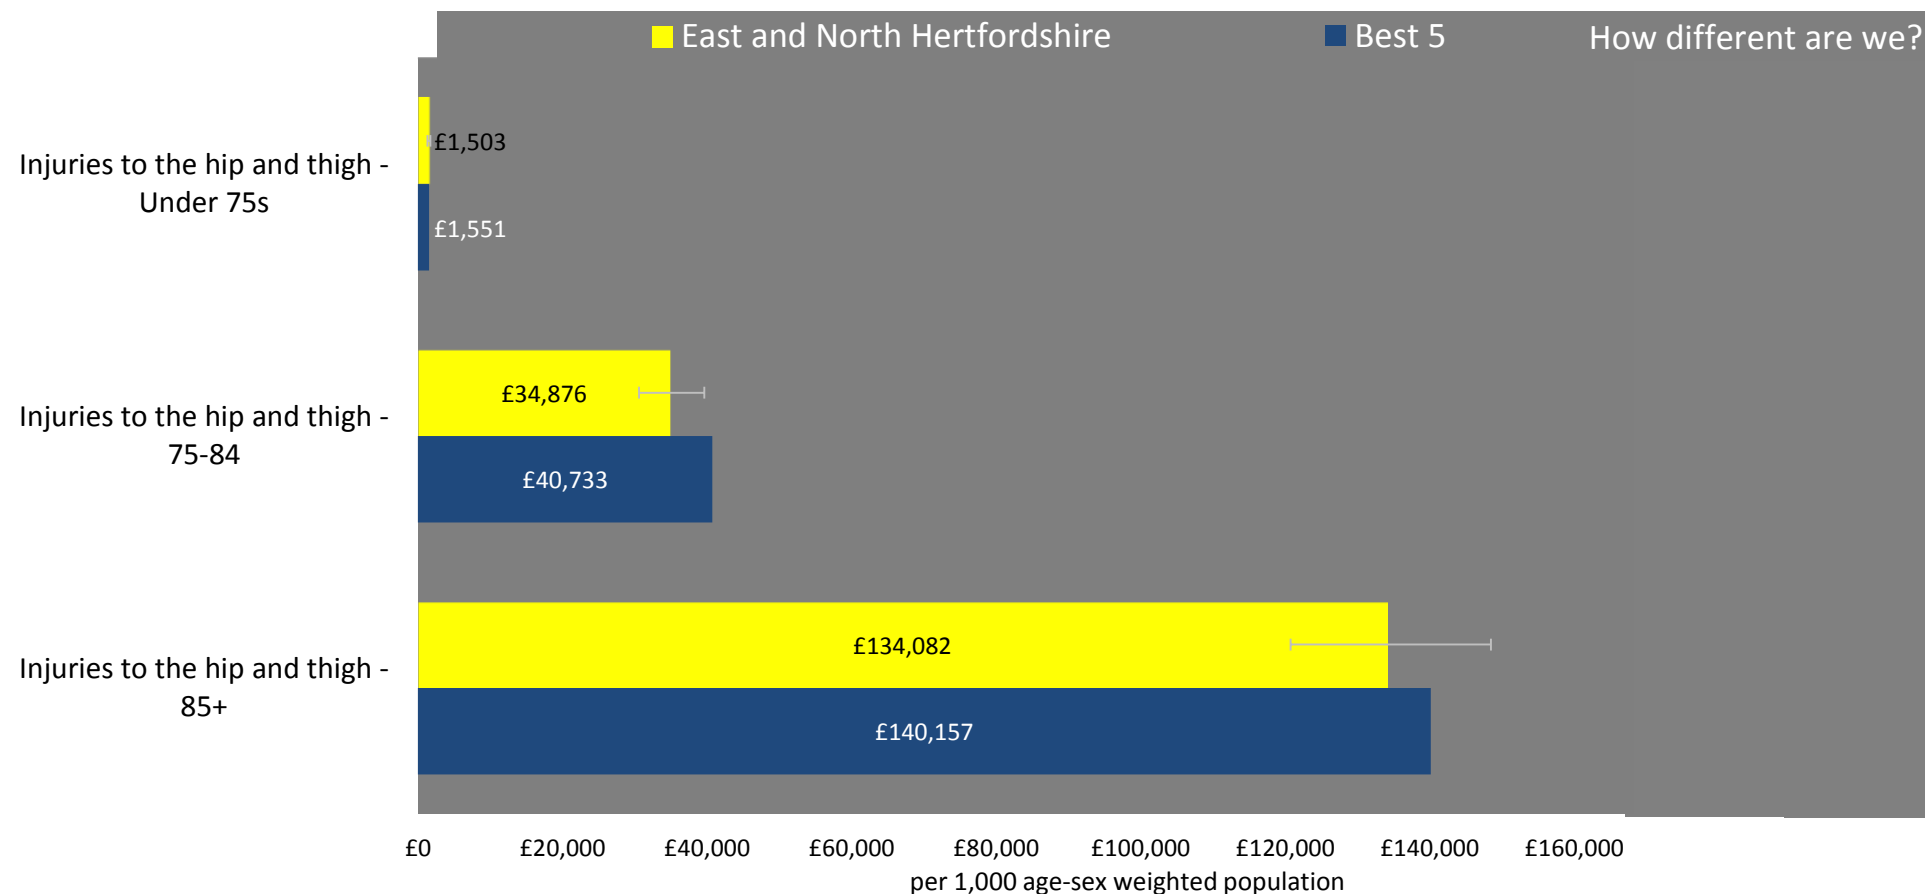 East and North Hertfordshire Best 5 How different are we?
Injuries to the hip and thigh -
Under 75s
£1,503
£1,551
Injuries to the hip and thigh -
75-84
£34,876
£40,733
Injuries to the hip and thigh -
85+
£134,082
£140,157
£0 £20,000 £40,000 £60,000 £80,000 £100,000 £120,000 £140,000 £160,000
per 1,000 age-sex weighted population